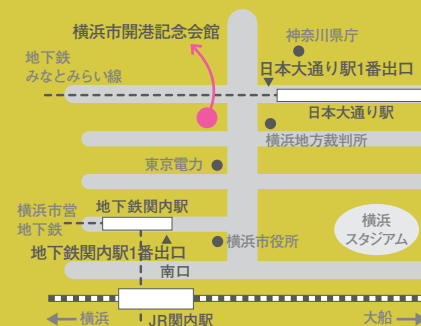 横浜市開港記念会館
神奈川県庁
地下鉄
みなとみらい線
日本大通り駅1番出口
日本大通り駅
横浜地方裁判所
東京電力
横浜市営
地下鉄
地下鉄関内駅
横浜
スタジアム
横浜市役所
地下鉄関内駅1番出口
南口
横浜
JR関内駅
大船